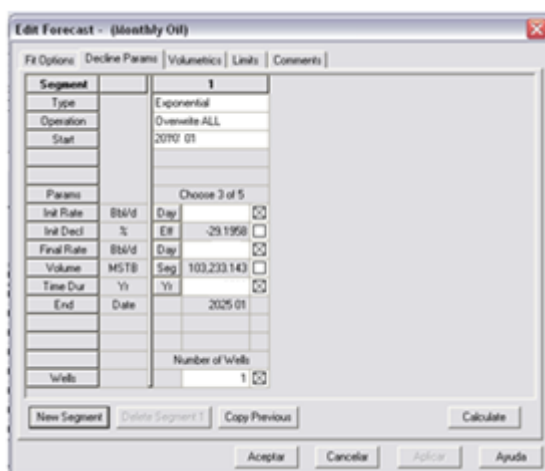 Edit Forecast - (Monthly Oil)
Fit Options Decline Params Volumetrics Limits Comments
Segment 1
Type Exponential
Operation Overwrite ALL
Start 01
Params Choose 3 of 5
Init Rate Bbl/d Day
Init Decl % Eff -29.1958
Final Rate Bbl/d Day
Volume MSTB Seg 103,233.143
Time Dur Yr Yr
End Date 2025 01
Number of Wells
Wells 1
New Segment Delete Segment 1 Copy Previous Calculate
Aceptar Cancelar Aplicar Ayuda